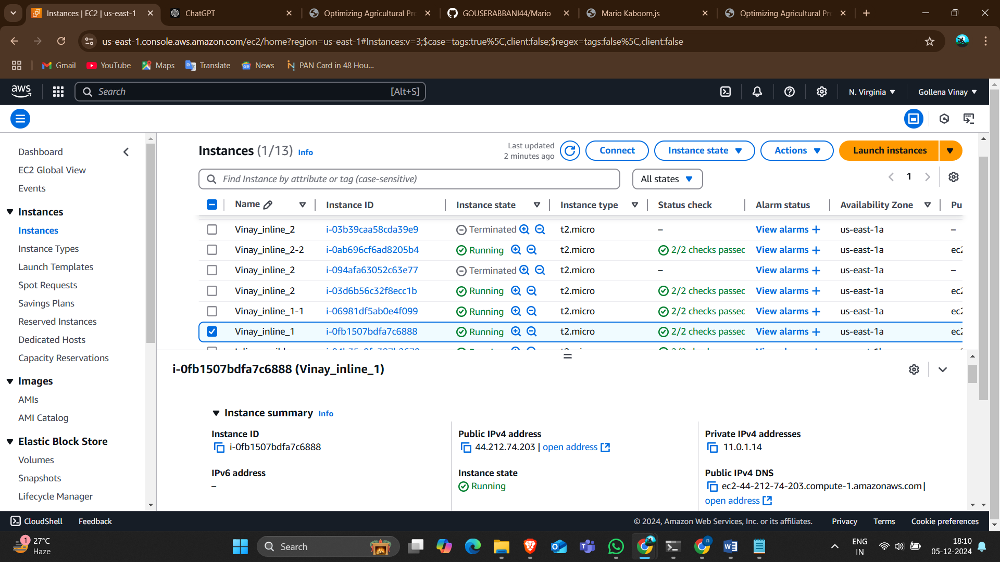 Instances | EC2 | us-east-1
ChatGPT
Optimizing Agricultural Pro
GOUSERABBANI44/Mario
Mario Kaboom.js
Optimizing Agricultural Pro
us-east-1.console.aws.amazon.com/ec2/home?region=us-east-1#Instances:v=3;$case=tags:true%5C,client:false;$regex=tags:false%5C,client:false
Gmail
YouTube
Maps
Translate
News
PAN Card in 48 Hou...
aws
Search
[Alt+S]
N. Virginia
Gollena Vinay
Dashboard
EC2 Global View
Events
Instances
Instances
Instance Types
Launch Templates
Spot Requests
Savings Plans
Reserved Instances
Dedicated Hosts
Capacity Reservations
Images
AMIs
AMI Catalog
Elastic Block Store
Volumes
Snapshots
Lifecycle Manager
Instances (1/13) Info
Last updated
2 minutes ago
Connect
Instance state
Actions
Launch instances
Find Instance by attribute or tag (case-sensitive)
All states
1
Name Instance ID Instance state Instance type Status check Alarm status Availability Zone Pu
Vinay_inline_2 i-03b39caa58cda39e9 Terminated t2.micro – View alarms + us-east-1a –
Vinay_inline_2-2 i-0ab696cf6ad8205b4 Running t2.micro 2/2 checks passed View alarms + us-east-1a ec2
Vinay_inline_2 i-094afa63052c63e77 Terminated t2.micro – View alarms + us-east-1a –
Vinay_inline_2 i-03d6b56c32f8ecc1b Running t2.micro 2/2 checks passed View alarms + us-east-1a ec2
Vinay_inline_1-1 i-06981df5ab0e4f099 Running t2.micro 2/2 checks passed View alarms + us-east-1a ec2
Vinay_inline_1 i-0fb1507bdfa7c6888 Running t2.micro 2/2 checks passed View alarms + us-east-1a ec2
i-0fb1507bdfa7c6888 (Vinay_inline_1)
Instance summary Info
Instance ID
i-0fb1507bdfa7c6888
Public IPv4 address
44.212.74.203 | open address
Private IPv4 addresses
11.0.1.14
IPv6 address
–
Instance state
Running
Public IPv4 DNS
ec2-44-212-74-203.compute-1.amazonaws.com |
open address
CloudShell
Feedback
© 2024, Amazon Web Services, Inc. or its affiliates.
Privacy
Terms
Cookie preferences
1
27°C
Haze
Search
n
ENG
IN
18:10
05-12-2024